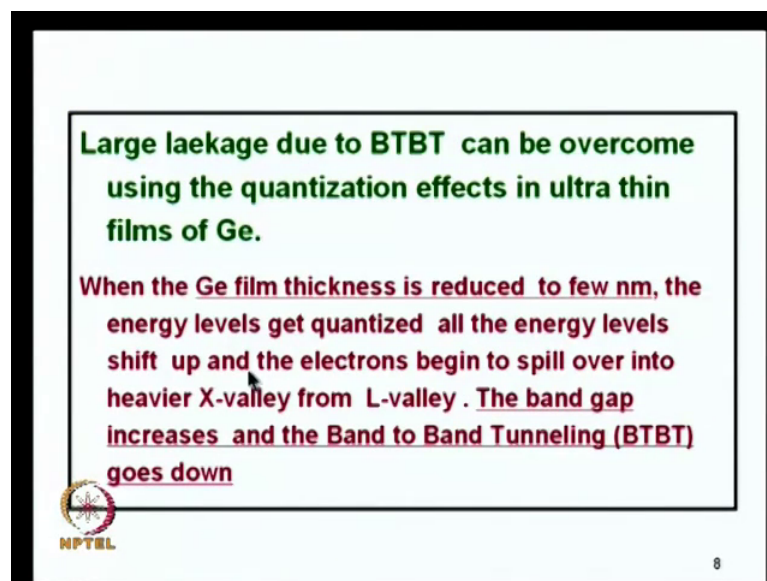 Large laekage due to BTBT can be overcome
using the quantization effects in ultra thin
films of Ge.
When the Ge film thickness is reduced to few nm, the
energy levels get quantized all the energy levels
shift up and the electrons begin to spill over into
heavier X-valley from L-valley . The band gap
increases and the Band to Band Tunneling (BTBT)
goes down
NPTEL
8